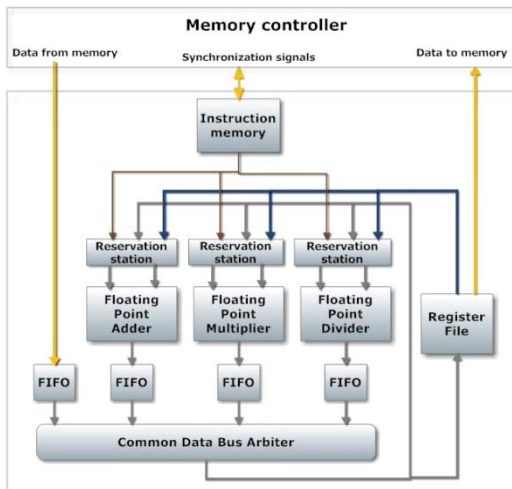 Memory controller
Data from memory
Synchronization signals
Data to memory
Instruction
memory
Reservation
station
Reservation
station
Reservation
station
Floating
Point
Adder
Floating
Point
Multiplier
Floating
Point
Divider
Register
File
FIFO
FIFO
FIFO
FIFO
Common Data Bus Arbiter